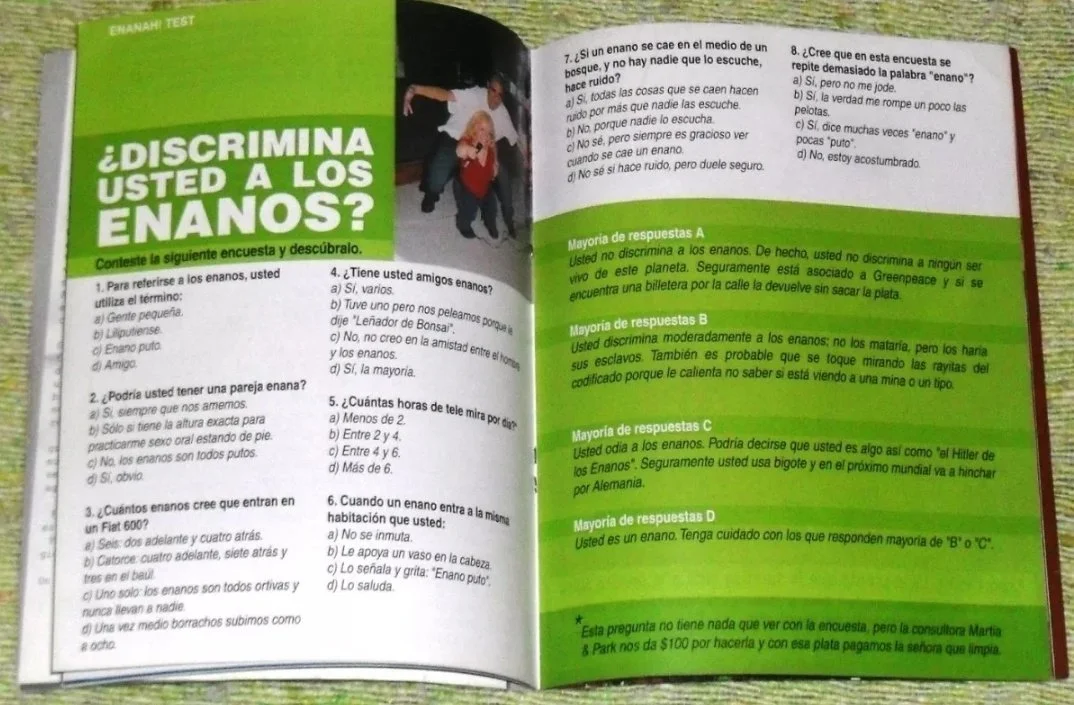 ENANAH! TEST
¿DISCRIMINA
USTED A LOS
ENANOS?
Conteste la siguiente encuesta y descúbralo.
1. Para referirse a los enanos, usted
utiliza el término:
a) Gente pequeña.
b) Liliputiense.
c) Enano puto.
d) Amigo.
2. ¿Podría usted tener una pareja enana?
a) Sí, siempre que nos amemos.
b) Sólo si tiene la altura exacta para
practicarme sexo oral estando de pie.
c) No, los enanos son todos putos.
d) Sí, obvio.
3. ¿Cuántos enanos cree que entran en
un Fiat 600?
a) Seis: dos adelante y cuatro atrás.
b) Catorce: cuatro adelante, siete atrás y
tres en el baúl.
c) Uno solo: los enanos son todos ortivas y
nunca llevan a nadie.
d) Una vez medio borrachos subimos como
a ocho.
4. ¿Tiene usted amigos enanos?
a) Sí, varios.
b) Tuve uno pero nos peleamos porque le
dije "Leñador de Bonsai".
c) No, no creo en la amistad entre el hombre
y los enanos.
d) Sí, la mayoría.
5. ¿Cuántas horas de tele mira por día?*
a) Menos de 2.
b) Entre 2 y 4.
c) Entre 4 y 6.
d) Más de 6.
6. Cuando un enano entra a la misma
habitación que usted:
a) No se inmuta.
b) Le apoya un vaso en la cabeza.
c) Lo señala y grita: "Enano puto".
d) Lo saluda.
7. ¿Si un enano se cae en el medio de un
bosque, y no hay nadie que lo escuche,
hace ruido?
a) Sí, todas las cosas que se caen hacen
ruido por más que nadie las escuche.
b) No, porque nadie lo escucha.
c) No sé, pero siempre es gracioso ver
cuando se cae un enano.
d) No sé si hace ruido, pero duele seguro.
8. ¿Cree que en esta encuesta se
repite demasiado la palabra "enano"?
a) Sí, pero no me jode.
b) Sí, la verdad me rompe un poco las
pelotas.
c) Sí, dice muchas veces "enano" y
pocas "puto".
d) No, estoy acostumbrado.
Mayoría de respuestas A
Usted no discrimina a los enanos. De hecho, usted no discrimina a ningún ser
vivo de este planeta. Seguramente está asociado a Greenpeace y si se
encuentra una billetera por la calle la devuelve sin sacar la plata.
Mayoría de respuestas B
Usted discrimina moderadamente a los enanos; no los mataría, pero los haría
sus esclavos. También es probable que se toque mirando las rayitas del
codificado porque le calienta no saber si está viendo a una mina o un tipo.
Mayoría de respuestas C
Usted odia a los enanos. Podría decirse que usted es algo así como "el Hitler de
los Enanos". Seguramente usted usa bigote y en el próximo mundial va a hinchar
por Alemania.
Mayoría de respuestas D
Usted es un enano. Tenga cuidado con los que responden mayoría de "B" o "C".
*Esta pregunta no tiene nada que ver con la encuesta, pero la consultora Martia
& Park nos da $100 por hacerla y con esa plata pagamos la señora que limpia.